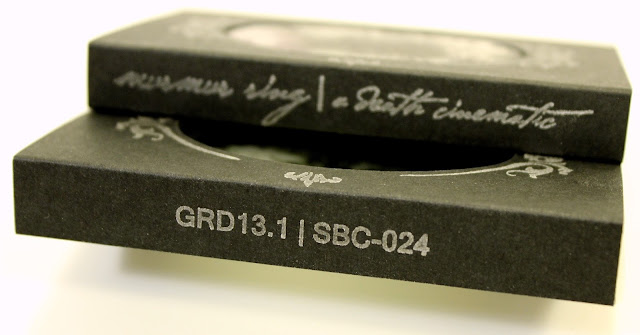 murmur ring | a death cinematic
GRD13.1 | SBC-024